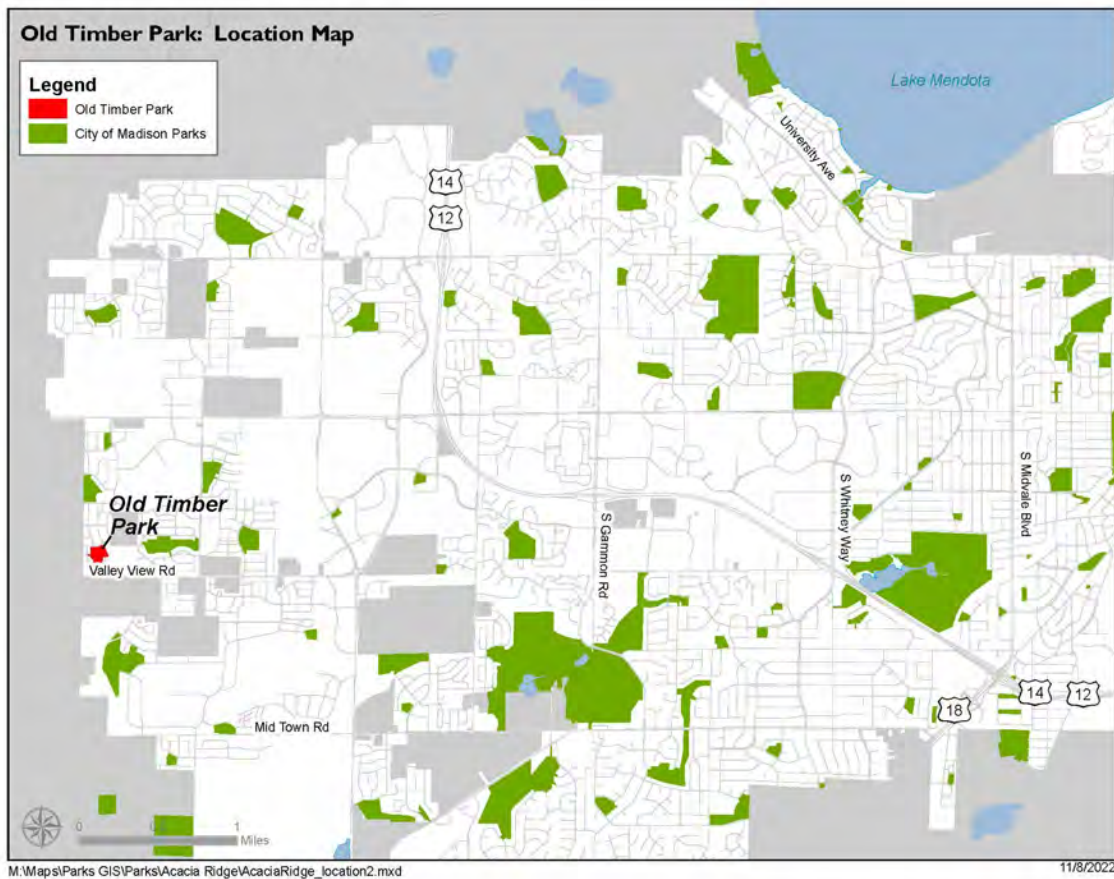 Old Timber Park: Location Map
Legend
Old Timber Park
City of Madison Parks
Lake Mendota
University Ave
14
12
S Midvale Blvd
S Whitney Way
S Gammon Rd
Old Timber
Park
Valley View Rd
Mid Town Rd
18
14
12
0
1
Miles
M:\Maps\Parks GIS\Parks\Acacia Ridge\AcaciaRidge_location2.mxd
11/8/2022